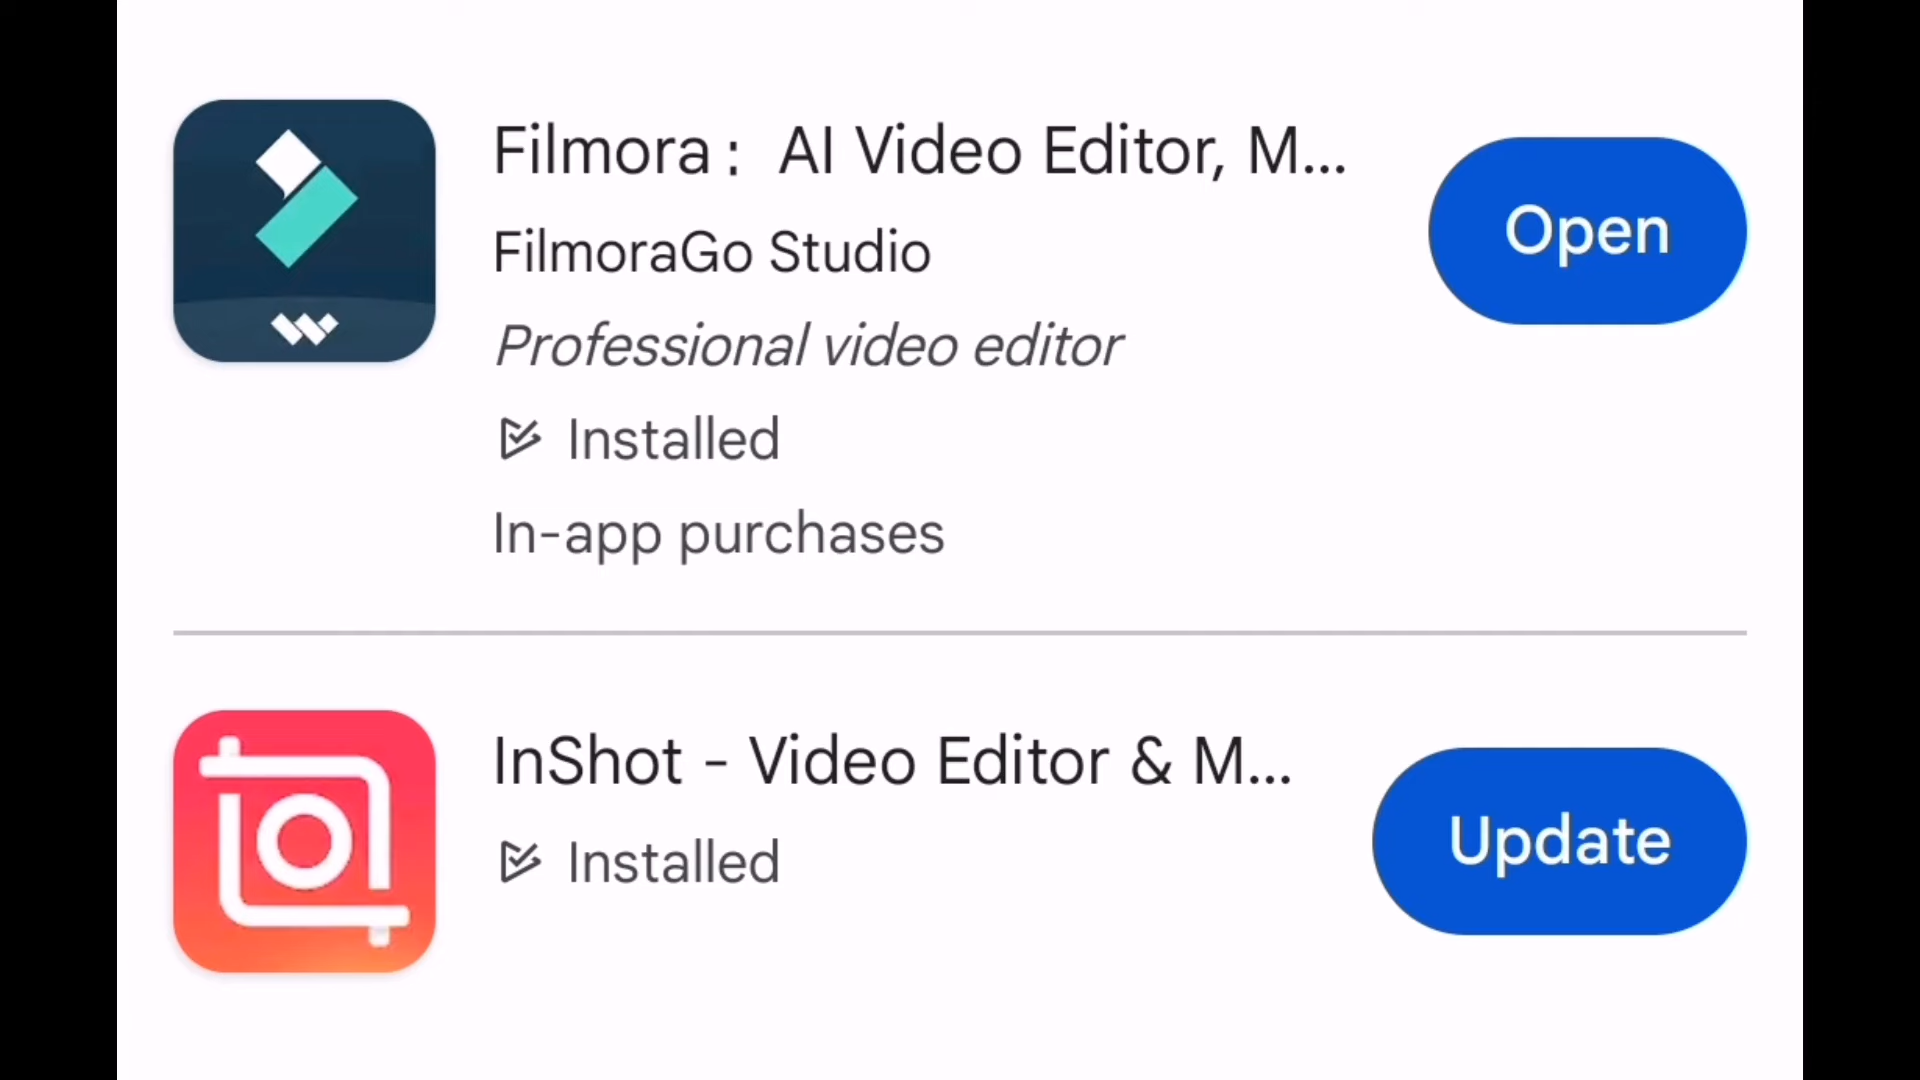 Filmora： AI Video Editor, M...
FilmoraGo Studio
Open
Professional video editor
Installed
In-app purchases
InShot - Video Editor & M...
Update
Installed